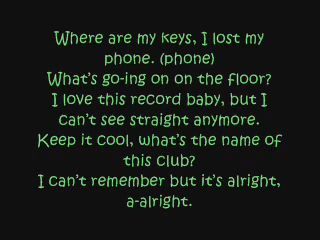 Where are my keys, I lost my
phone. (phone)
What's go-ing on on the floor?
I love this record baby, but I
can't see straight anymore.
Keep it cool, what's the name of
this club?
I can't remember but it's alright,
a-alright.